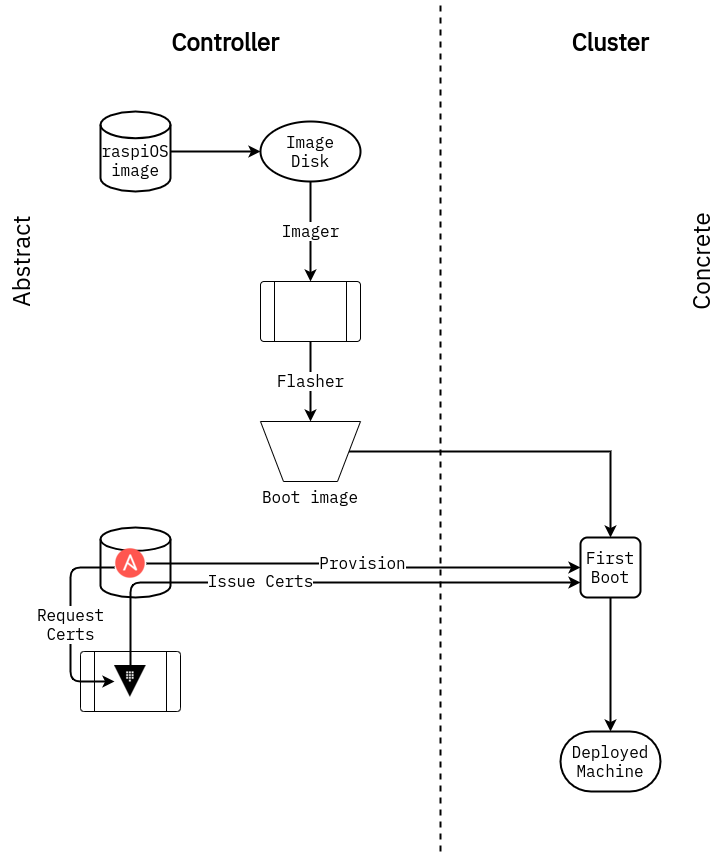 Controller
Cluster
raspiOS
image
Image
Disk
Imager
Abstract
Concrete
Flasher
Boot image
Provision
Issue Certs
First
Boot
Request
Certs
Deployed
Machine